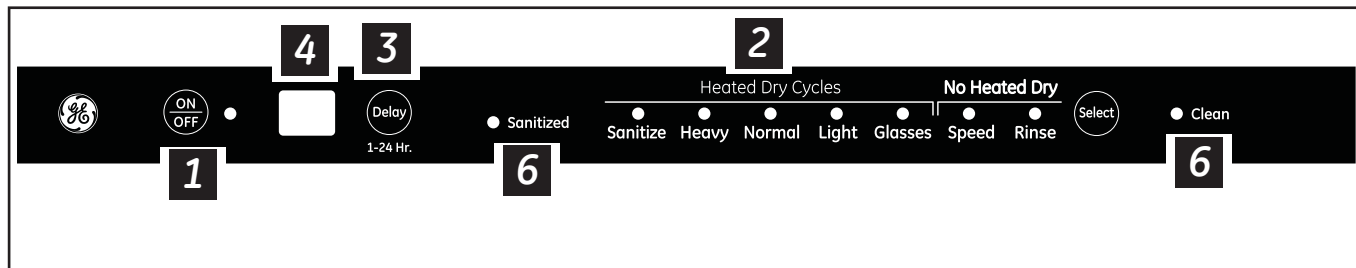 4
3
2
Heated Dry Cycles
No Heated Dry
GE
ON
OFF
Delay
1-24 Hr.
Sanitized
Sanitize Heavy Normal Light Glasses Speed Rinse
Select
Clean
1
6
6